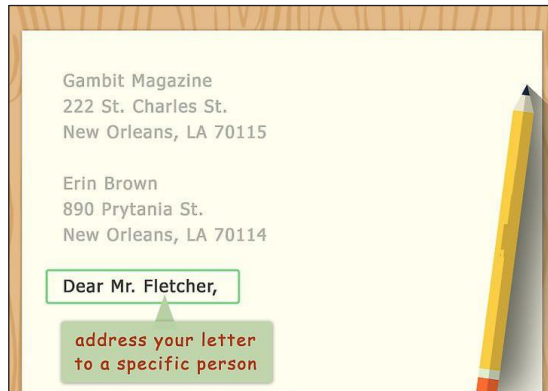 Gambit Magazine
222 St. Charles St.
New Orleans, LA 70115
Erin Brown
890 Prytania St.
New Orleans, LA 70114
Dear Mr. Fletcher,
address your letter
to a specific person